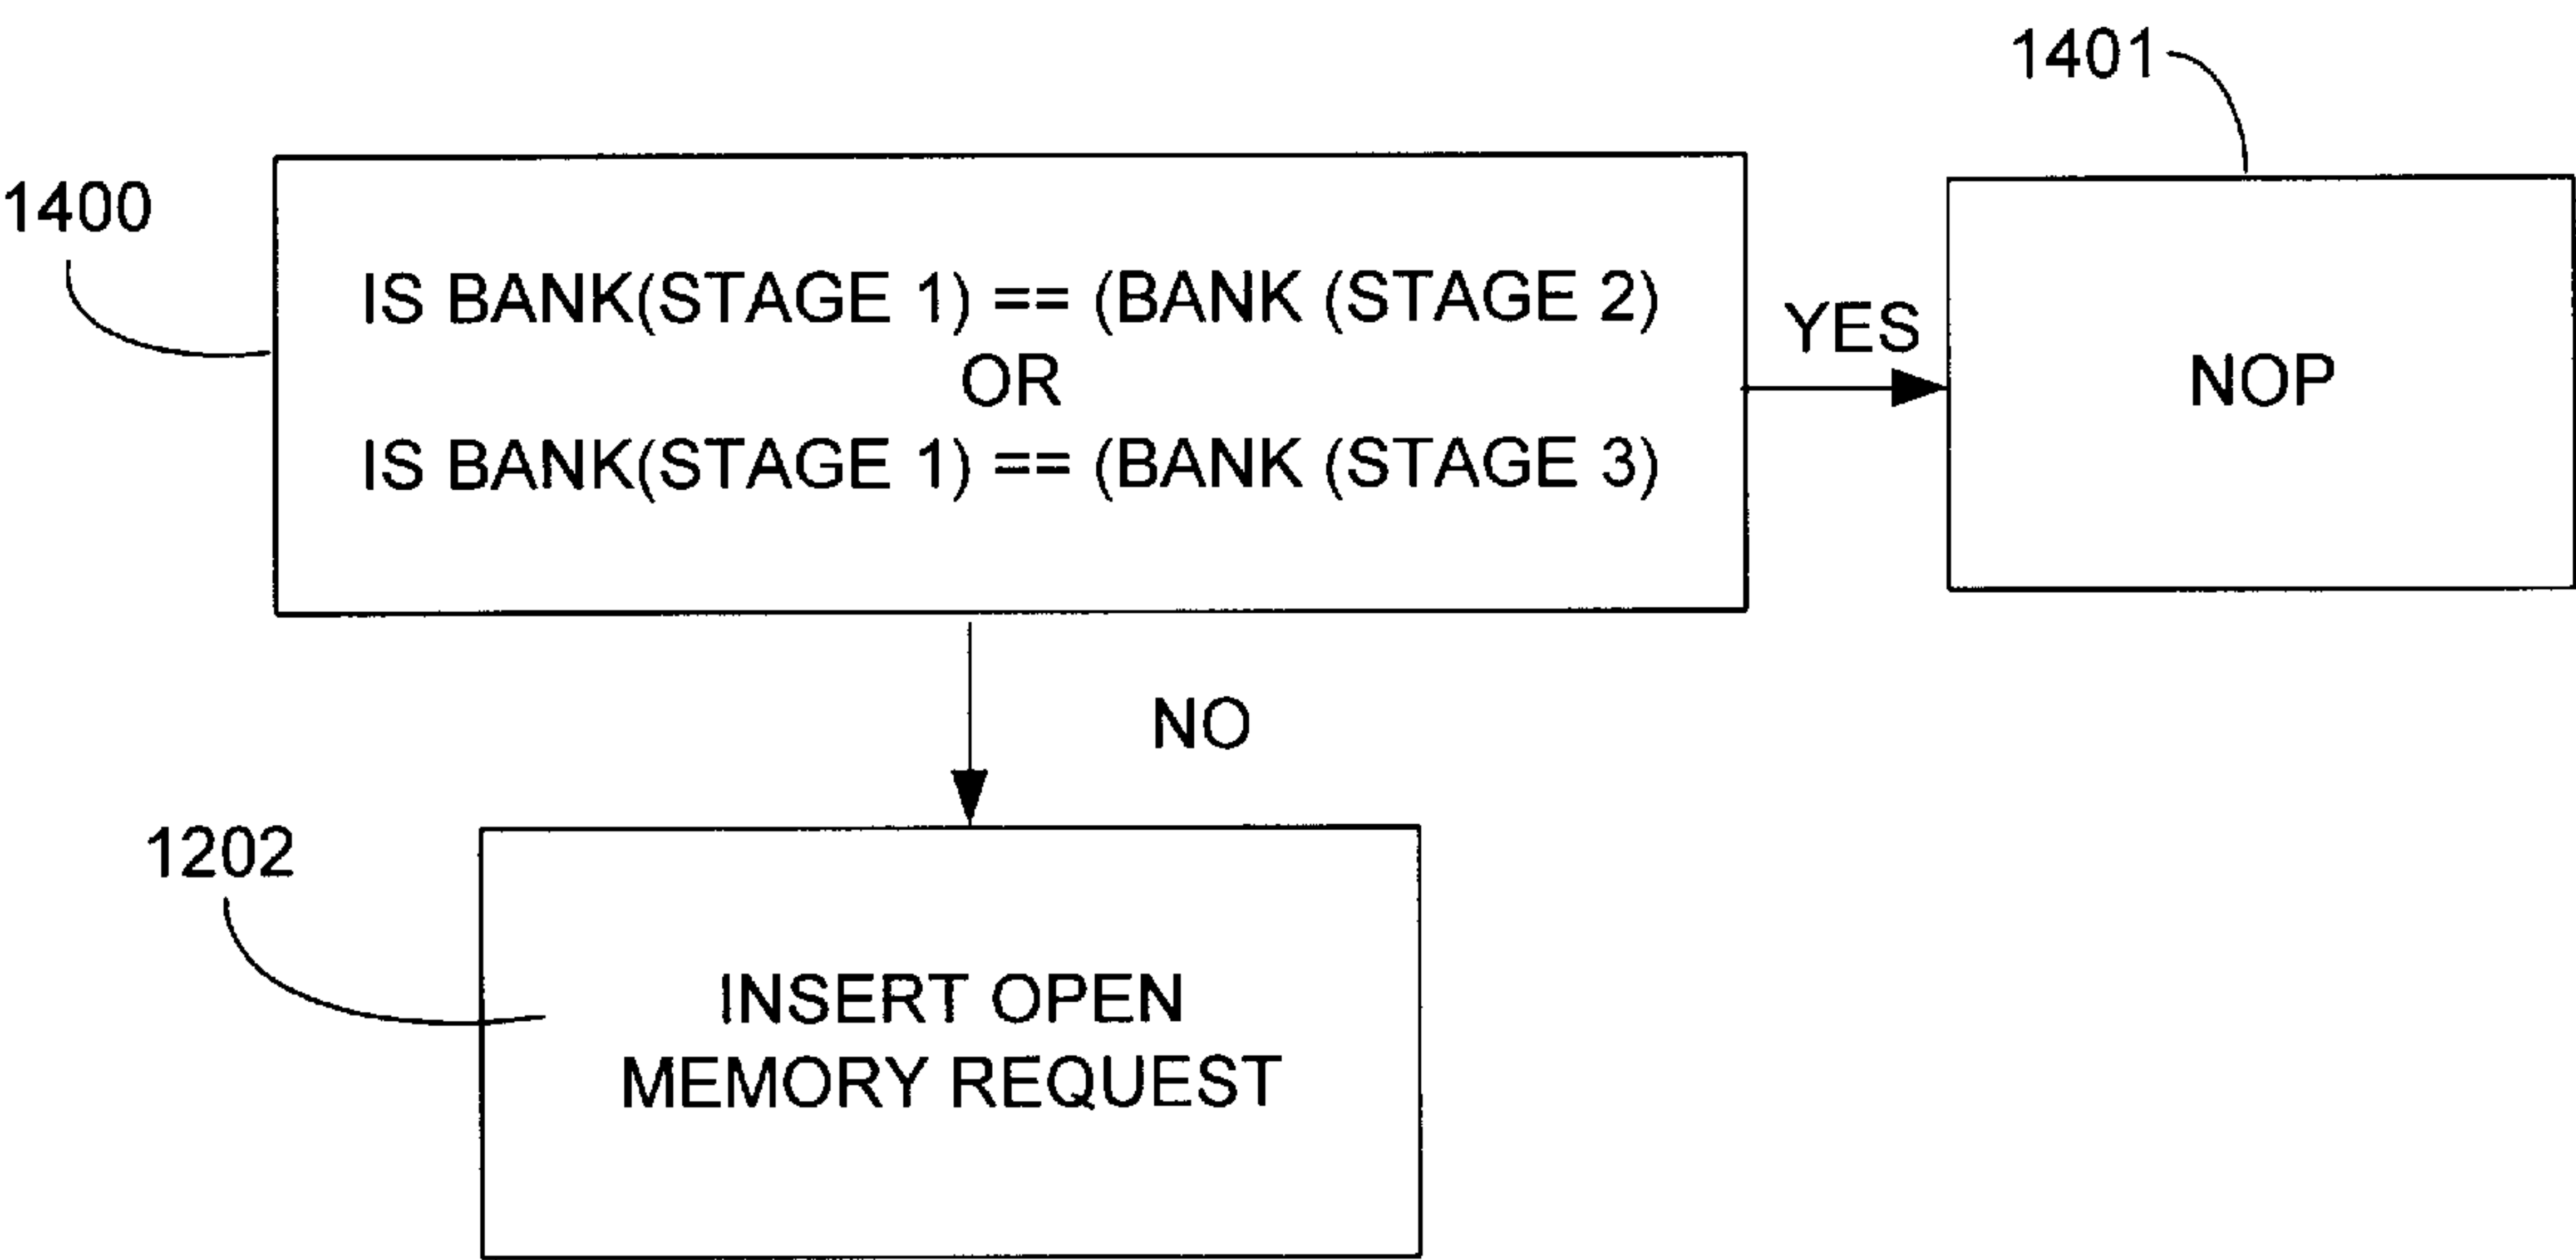 1401
1400
IS BANK(STAGE 1) == (BANK (STAGE 2)
OR
IS BANK(STAGE 1) == (BANK (STAGE 3)
YES
NOP
NO
1202
INSERT OPEN
MEMORY REQUEST